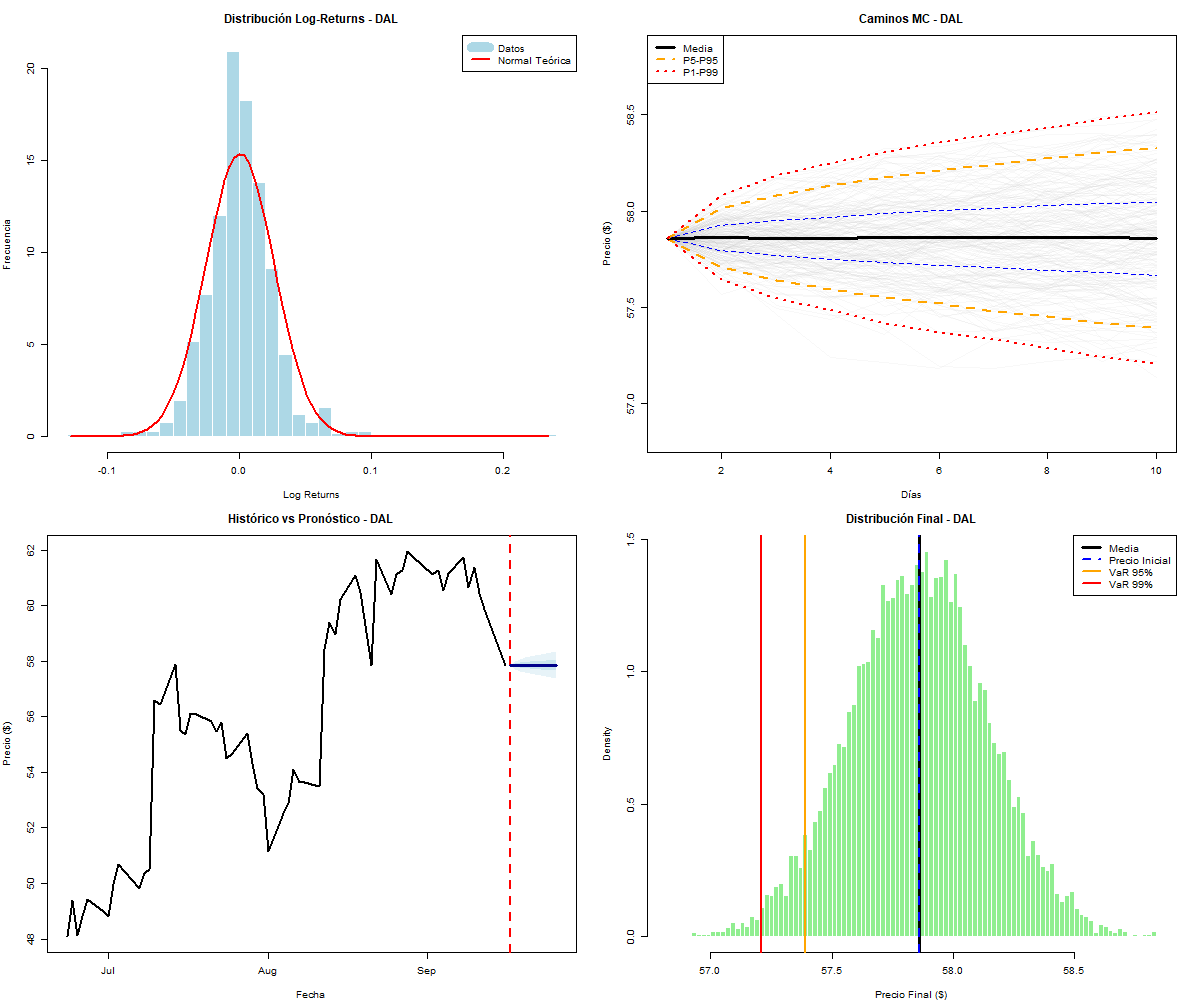 Distribución Log-Returns - DAL
Datos
Normal Teórica
Frecuencia
0
5
10
15
20
-0.1
0.0
0.1
0.2
Log Returns
Caminos MC - DAL
Media
P5-P95
P1-P99
Precio ($)
57.0
57.5
58.0
58.5
2
4
6
8
10
Días
Histórico vs Pronóstico - DAL
Precio ($)
48
50
52
54
56
58
60
62
Jul
Aug
Sep
Fecha
Distribución Final - DAL
Media
Precio Inicial
VaR 95%
VaR 99%
Density
0.0
0.5
1.0
1.5
57.0
57.5
58.0
58.5
Precio Final ($)